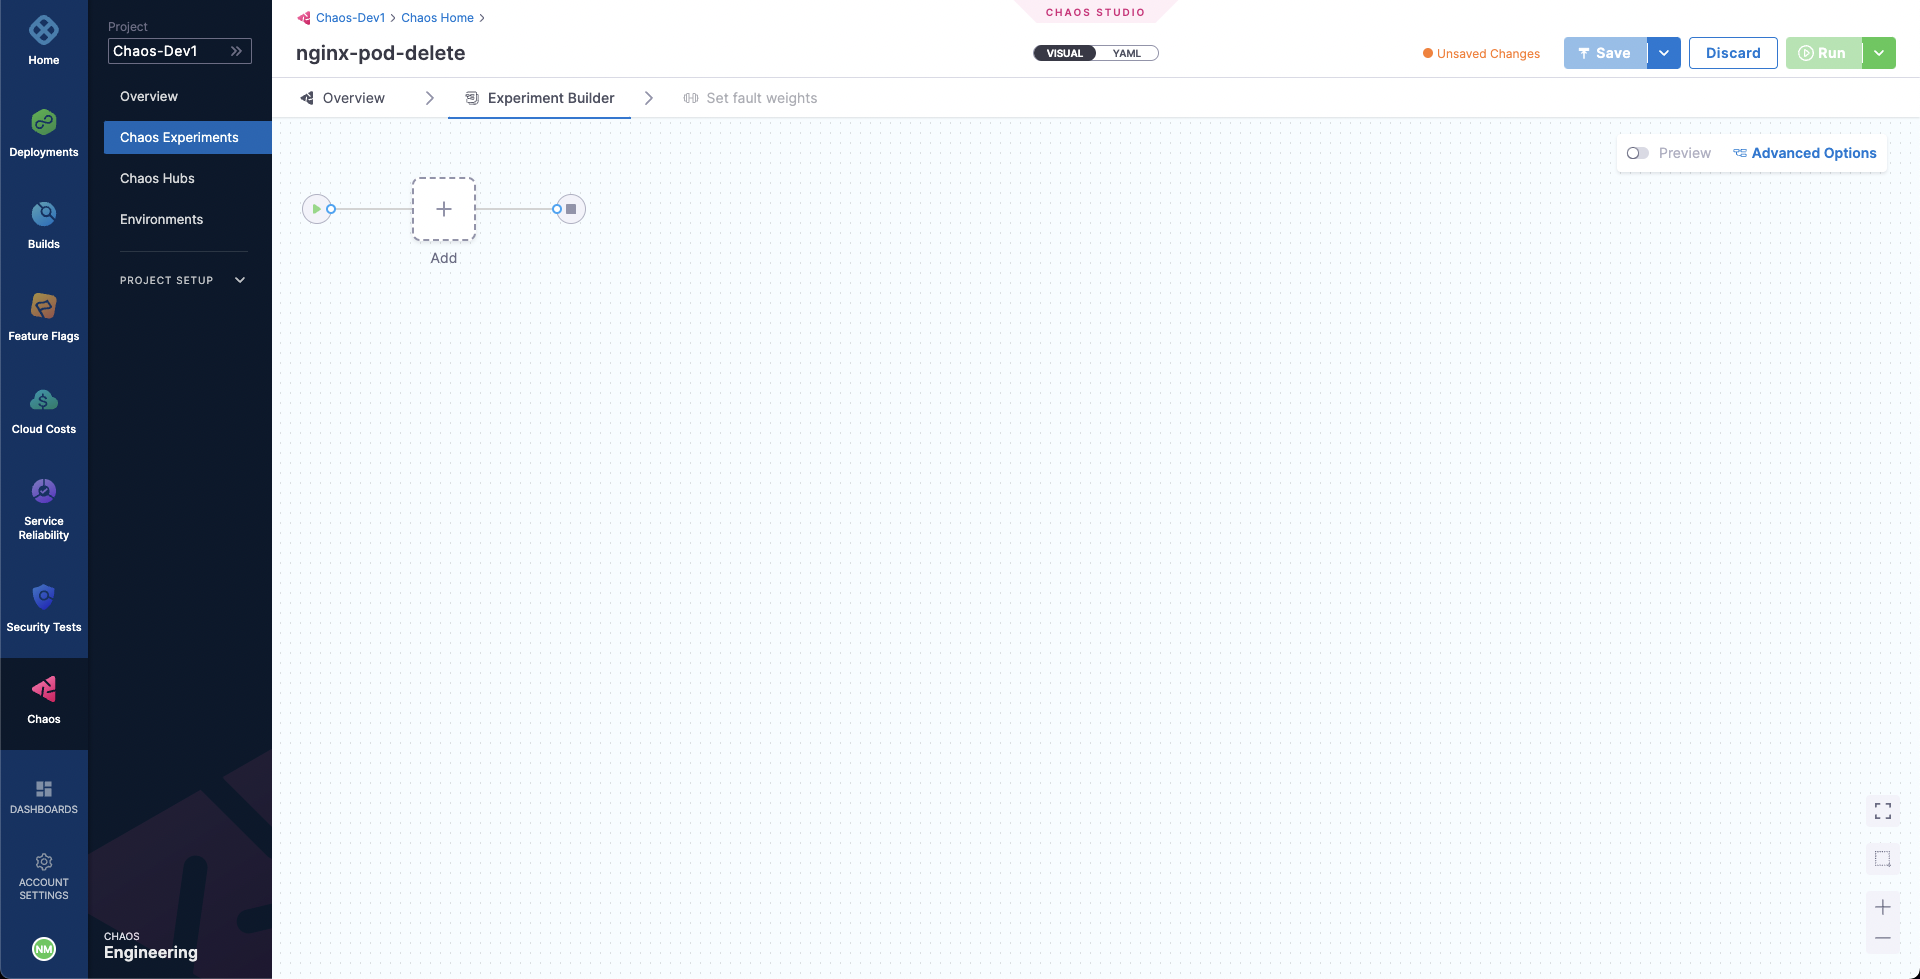 Home
Deployments
Builds
Feature Flags
Cloud Costs
Service
Reliability
Security Tests
Chaos
DASHBOARDS
ACCOUNT
SETTINGS
NM
Project
Chaos-Dev1
Overview
Chaos Experiments
Chaos Hubs
Environments
PROJECT SETUP
CHAOS
Engineering
Chaos-Dev1 > Chaos Home >
CHAOS STUDIO
nginx-pod-delete
VISUAL YAML
Unsaved Changes
Save
Discard
Run
Overview
Experiment Builder
Set fault weights
Preview
Advanced Options
Add